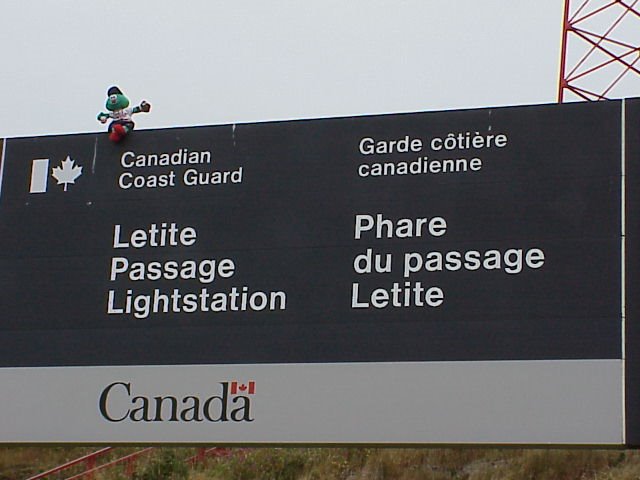 Canadian
Coast Guard
Garde côtière
canadienne
Letite
Passage
Lightstation
Phare
du passage
Letite
Canada